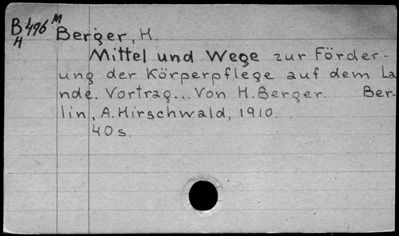 B496 M
H
Berger, H.
Mittel und Wege zur Förder-
ung der Körperpflege auf dem La
nde. Vortrag... Von H. Berger. Ber-
lin, A. Hirschwald, 1910.
40 s.